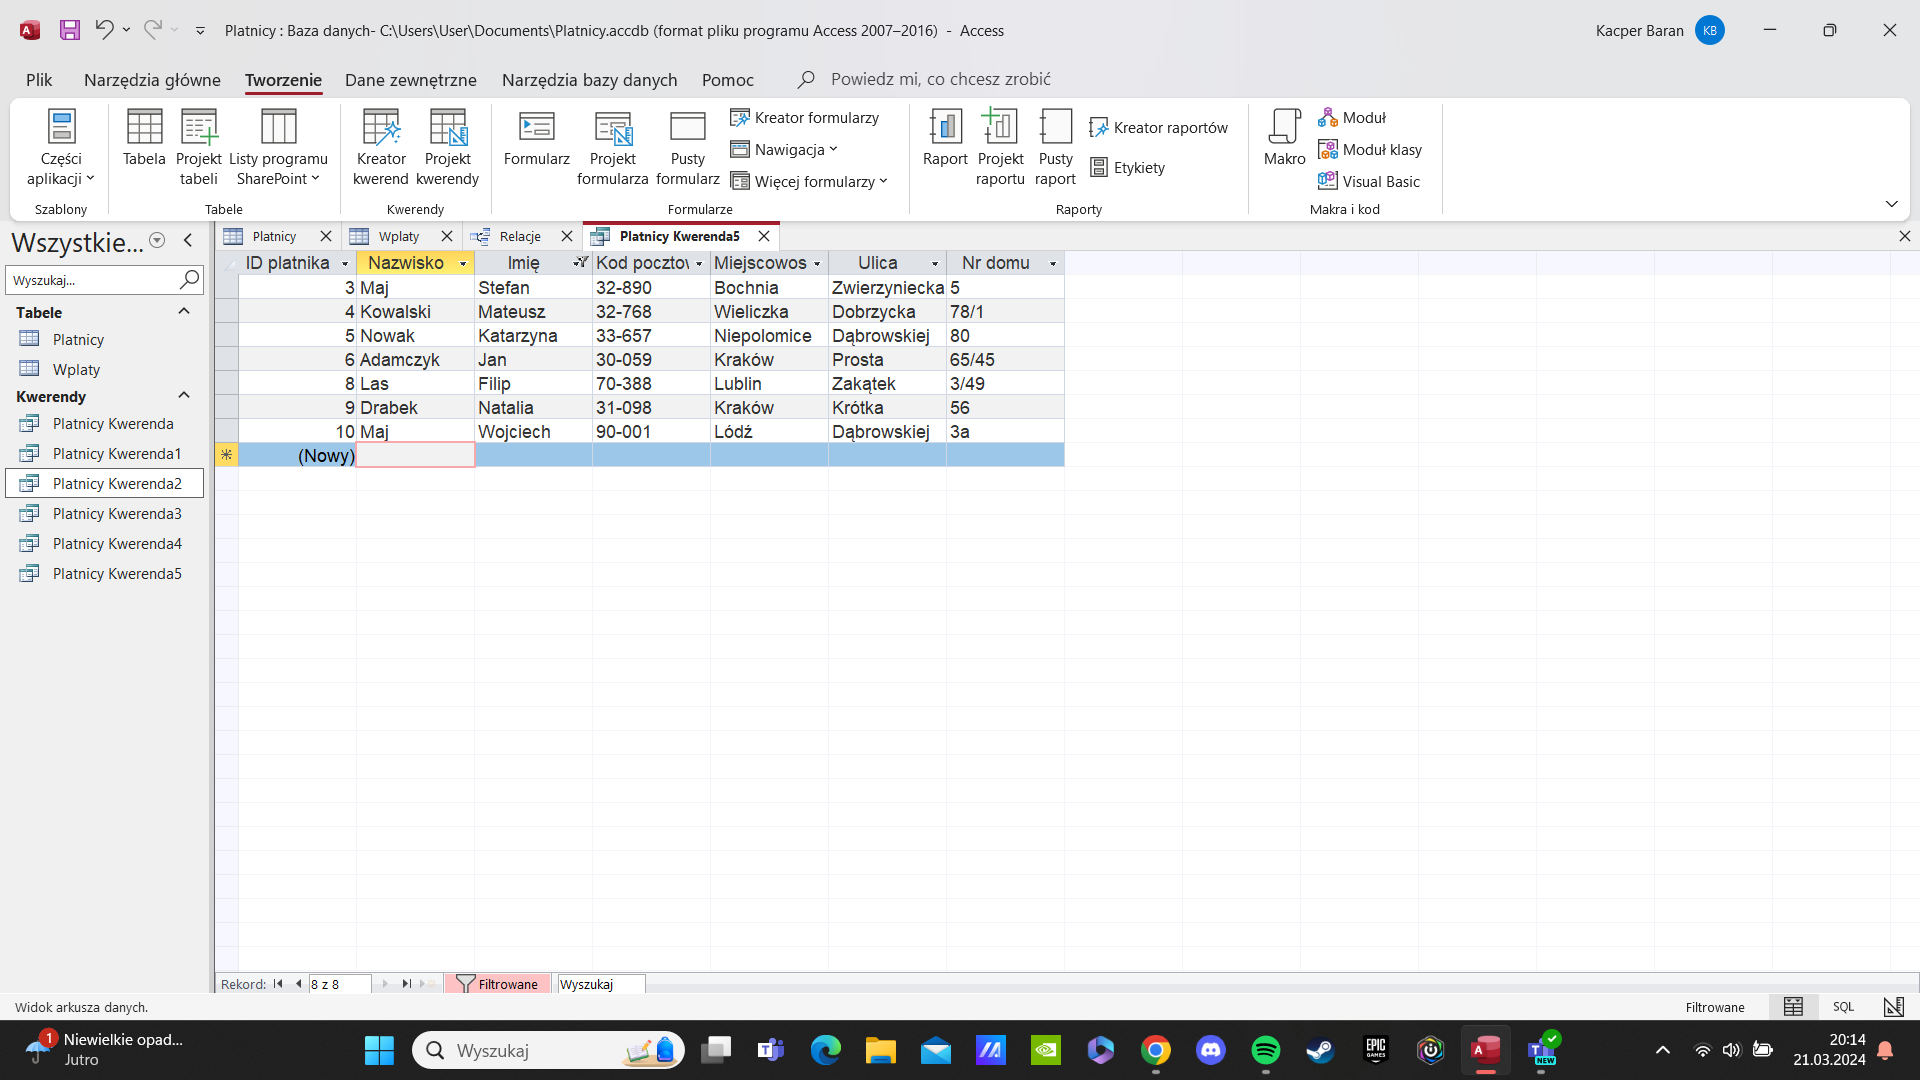 Platnicy : Baza danych- C:\Users\User\Documents\Platnicy.accdb (format pliku programu Access 2007–2016) - Access
Kacper Baran
KB
Plik Narzędzia główne Tworzenie Dane zewnętrzne Narzędzia bazy danych Pomoc Powiedz mi, co chcesz zrobić
Części aplikacji
Szablony
Tabela
Projekt tabeli
Listy programu SharePoint
Tabele
Kreator kwerend
Projekt kwerendy
Kwerendy
Formularz
Projekt formularza
Pusty formularz
Kreator formularzy
Nawigacja
Więcej formularzy
Formularze
Raport
Projekt raportu
Pusty raport
Kreator raportów
Etykiety
Raporty
Makro
Moduł
Moduł klasy
Visual Basic
Makra i kod
Wszystkie...
Wyszukaj...
Tabele
Platnicy
Wplaty
Kwerendy
Platnicy Kwerenda
Platnicy Kwerenda1
Platnicy Kwerenda2
Platnicy Kwerenda3
Platnicy Kwerenda4
Platnicy Kwerenda5
Platnicy Wplaty Relacje Platnicy Kwerenda5
ID platnika Nazwisko Imię Kod pocztov Miejscowos Ulica Nr domu
3 Maj Stefan 32-890 Bochnia Zwierzyniecka 5
4 Kowalski Mateusz 32-768 Wieliczka Dobrzycka 78/1
5 Nowak Katarzyna 33-657 Niepolomice Dąbrowskiej 80
6 Adamczyk Jan 30-059 Kraków Prosta 65/45
8 Las Filip 70-388 Lublin Zakątek 3/49
9 Drabek Natalia 31-098 Kraków Krótka 56
10 Maj Wojciech 90-001 Lódź Dąbrowskiej 3a
(Nowy)
Rekord: 8 z 8 Filtrowane Wyszukaj
Widok arkusza danych.
Filtrowane
SQL
1
Niewielkie opad...
Jutro
Wyszukaj
EPIC GAMES
NEW
20:14
21.03.2024